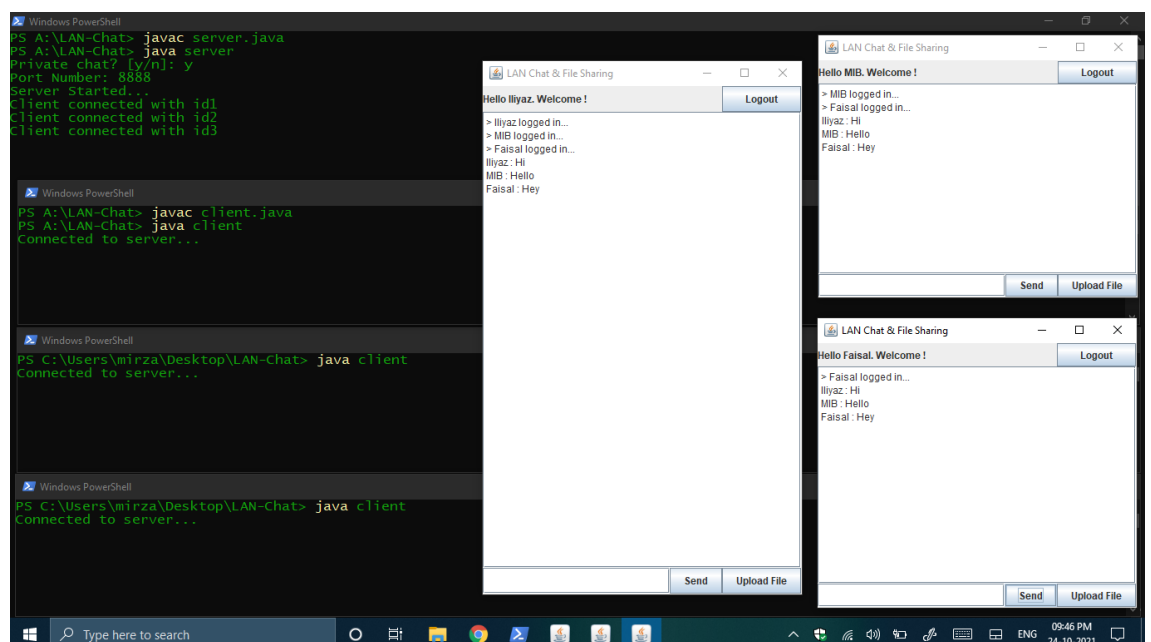 Windows PowerShell
PS A:\LAN-Chat> javac server.java
PS A:\LAN-Chat> java server
Private chat? [y/n]: y
Port Number: 8888
Server Started...
Client connected with id1
Client connected with id2
Client connected with id3
Windows PowerShell
PS A:\LAN-Chat> javac client.java
PS A:\LAN-Chat> java client
Connected to server...
Windows PowerShell
PS C:\Users\mirza\Desktop\LAN-Chat> java client
Connected to server...
Windows PowerShell
PS C:\Users\mirza\Desktop\LAN-Chat> java client
Connected to server...
LAN Chat & File Sharing
Hello Iliyaz. Welcome !
Logout
> Iliyaz logged in...
> MIB logged in...
> Faisal logged in...
Iliyaz : Hi
MIB : Hello
Faisal : Hey
Send
Upload File
LAN Chat & File Sharing
Hello MIB. Welcome !
Logout
> MIB logged in...
> Faisal logged in...
Iliyaz : Hi
MIB : Hello
Faisal : Hey
Send
Upload File
LAN Chat & File Sharing
Hello Faisal. Welcome !
Logout
> Faisal logged in...
Iliyaz : Hi
MIB : Hello
Faisal : Hey
Send
Upload File
Type here to search
ENG
09:46 PM
24-10-2021